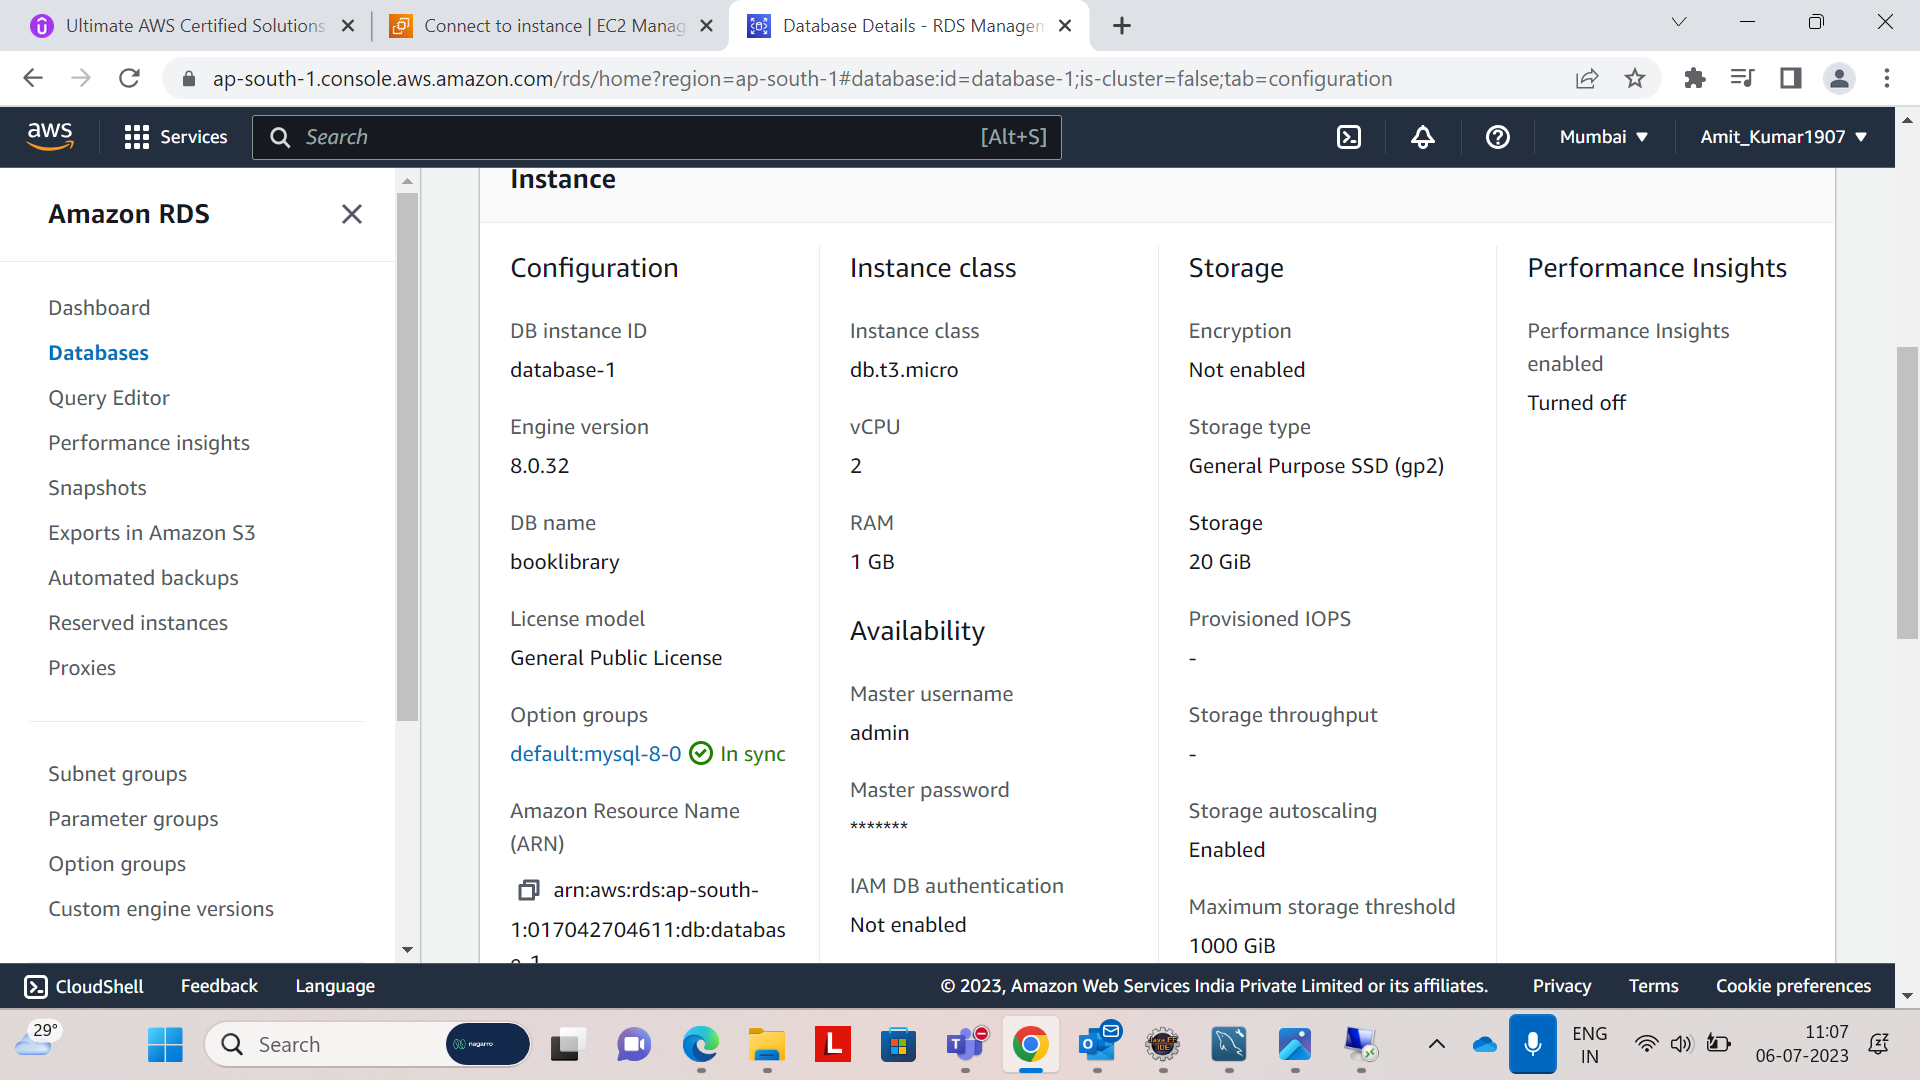 Ultimate AWS Certified Solutions
Connect to instance | EC2 Manag
Database Details - RDS Managem
ap-south-1.console.aws.amazon.com/rds/home?region=ap-south-1#database:id=database-1;is-cluster=false;tab=configuration
aws
Services
Search
[Alt+S]
Mumbai
Amit_Kumar1907
Amazon RDS
Dashboard
Databases
Query Editor
Performance insights
Snapshots
Exports in Amazon S3
Automated backups
Reserved instances
Proxies
Subnet groups
Parameter groups
Option groups
Custom engine versions
Instance
Configuration
DB instance ID
database-1
Engine version
8.0.32
DB name
booklibrary
License model
General Public License
Option groups
default:mysql-8-0 In sync
Amazon Resource Name
(ARN)
arn:aws:rds:ap-south-
1:017042704611:db:databas
e-1
Instance class
Instance class
db.t3.micro
vCPU
2
RAM
1 GB
Availability
Master username
admin
Master password
*******
IAM DB authentication
Not enabled
Storage
Encryption
Not enabled
Storage type
General Purpose SSD (gp2)
Storage
20 GiB
Provisioned IOPS
-
Storage throughput
-
Storage autoscaling
Enabled
Maximum storage threshold
1000 GiB
Performance Insights
Performance Insights
enabled
Turned off
CloudShell
Feedback
Language
© 2023, Amazon Web Services India Private Limited or its affiliates.
Privacy
Terms
Cookie preferences
29°
Search
nagarro
ENG
IN
11:07
06-07-2023